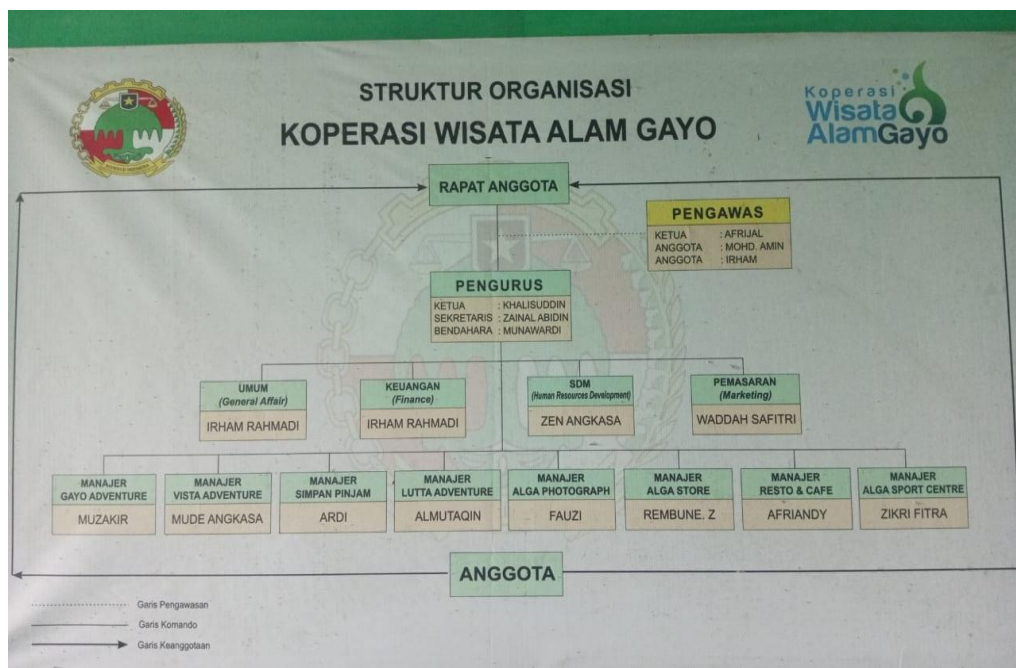 STRUKTUR ORGANISASI
KOPERASI WISATA ALAM GAYO
Koperasi
Wisata
AlamGayo
RAPAT ANGGOTA
PENGAWAS
KETUA : AFRIJAL
ANGGOTA : MOHD. AMIN
ANGGOTA : IRHAM
PENGURUS
KETUA : KHALISUDDIN
SEKRETARIS : ZAINAL ABIDIN
BENDAHARA : MUNAWARDI
UMUM
(General Affair)
IRHAM RAHMADI
KEUANGAN
(Finance)
IRHAM RAHMADI
SDM
(Human Resources Development)
ZEN ANGKASA
PEMASARAN
(Marketing)
WADDAH SAFITRI
MANAJER
GAYO ADVENTURE
MUZAKIR
MANAJER
VISTA ADVENTURE
MUDE ANGKASA
MANAJER
SIMPAN PINJAM
ARDI
MANAJER
LUTTA ADVENTURE
ALMUTAQIN
MANAJER
ALGA PHOTOGRAPH
FAUZI
MANAJER
ALGA STORE
REMBUNE. Z
MANAJER
RESTO & CAFE
AFRIANDY
MANAJER
ALGA SPORT CENTRE
ZIKRI FITRA
ANGGOTA
Garis Pengawasan
Garis Komando
Garis Keanggotaan